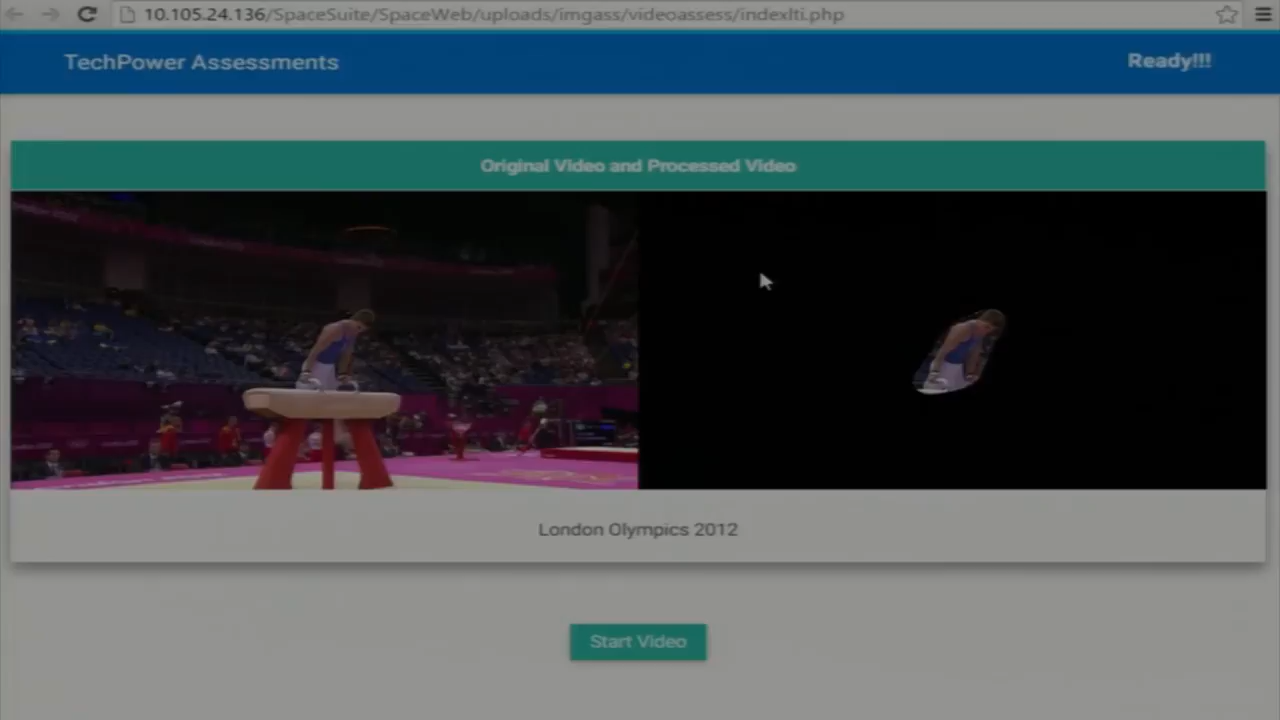 10.105.24.136/SpaceSuite/SpaceWeb/uploads/imgass/videoassess/indexlti.php
TechPower Assessments
Ready!!!
Original Video and Processed Video
London Olympics 2012
Start Video